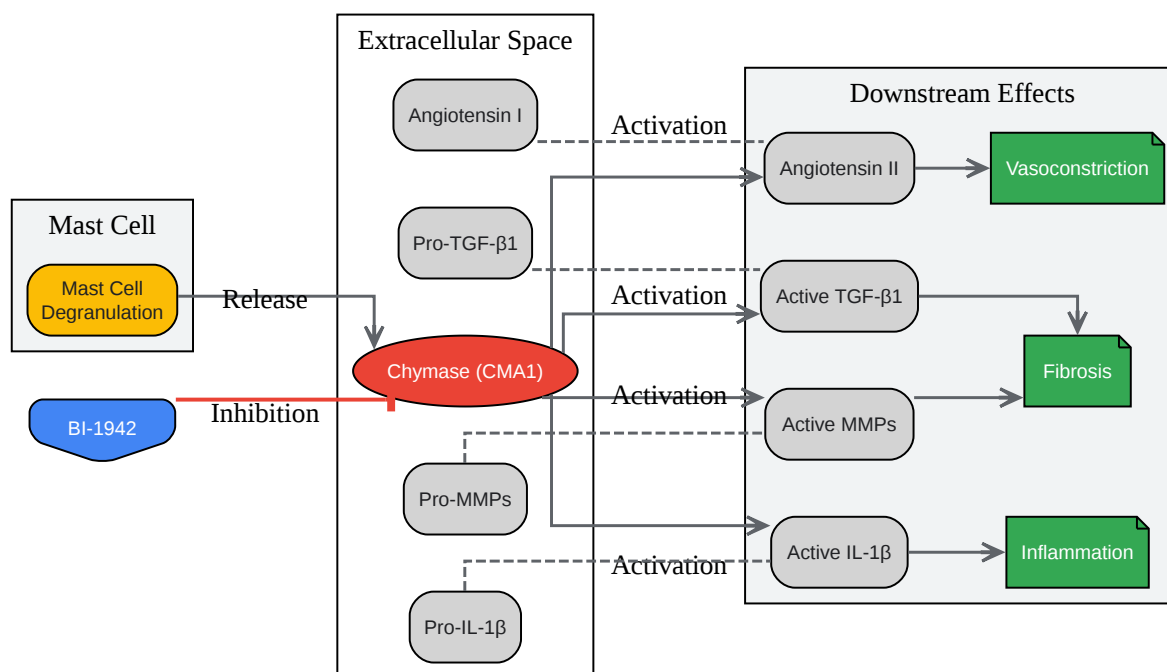 Extracellular Space
Angiotensin I
Activation
Downstream Effects
Angiotensin II
Vasoconstriction
Mast Cell
Mast Cell
Degranulation
Release
Pro-TGF-β1
Activation
Active TGF-β1
Chymase (CMA1)
Fibrosis
BI-1942
Inhibition
Activation
Active MMPs
Pro-MMPs
Activation
Active IL-1β
Inflammation
Pro-IL-1β